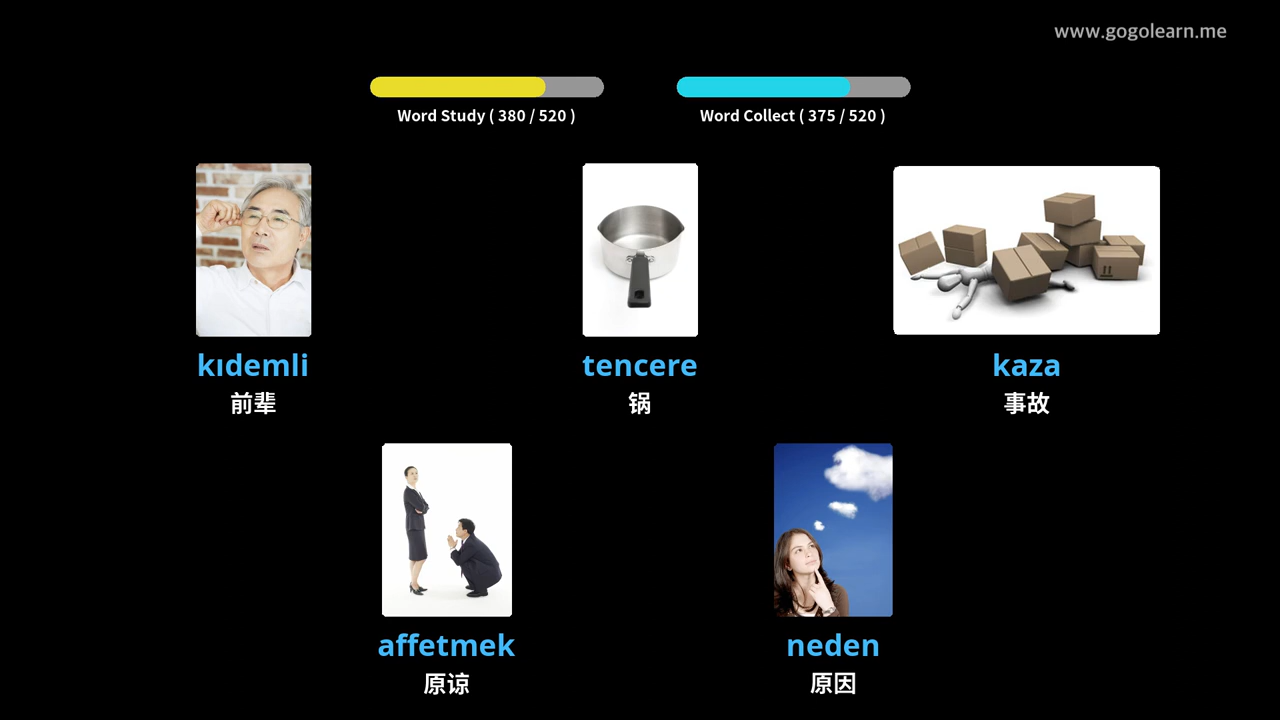 www.gogolearn.me
Word Study ( 380 / 520 )
Word Collect ( 375 / 520 )
kıdemli
前辈
tencere
锅
kaza
事故
affetmek
原谅
neden
原因